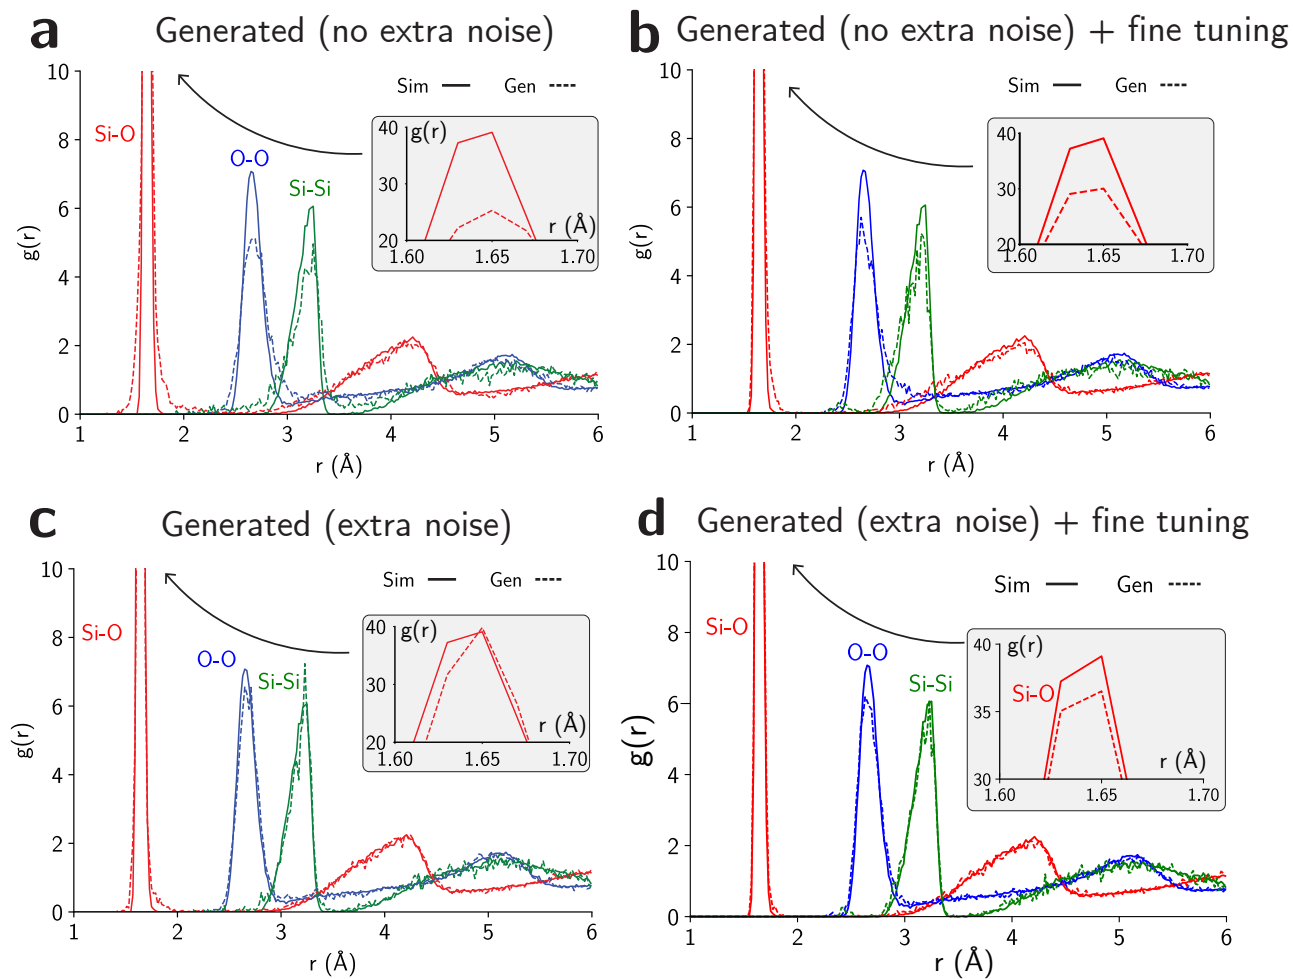 a Generated (no extra noise)
10
8
6
4
2
0
g(r)
Sim
Gen
Si-O
O-O
Si-Si
40
30
20
g(r)
r (Å)
1.60
1.65
1.70
1 2 3 4 5 6
r (Å)
b Generated (no extra noise) + fine tuning
10
8
6
4
2
0
g(r)
Sim
Gen
40
30
20
1.60
1.65
1.70
1 2 3 4 5 6
r (Å)
c Generated (extra noise)
10
8
6
4
2
0
g(r)
Sim
Gen
Si-O
O-O
Si-Si
40
30
20
g(r)
r (Å)
1.60
1.65
1.70
1 2 3 4 5 6
r (Å)
d Generated (extra noise) + fine tuning
10
8
6
4
2
0
g(r)
Sim
Gen
Si-O
O-O
Si-Si
40
35
30
g(r)
Si-O
r (Å)
1.60
1.65
1.70
1 2 3 4 5 6
r (Å)